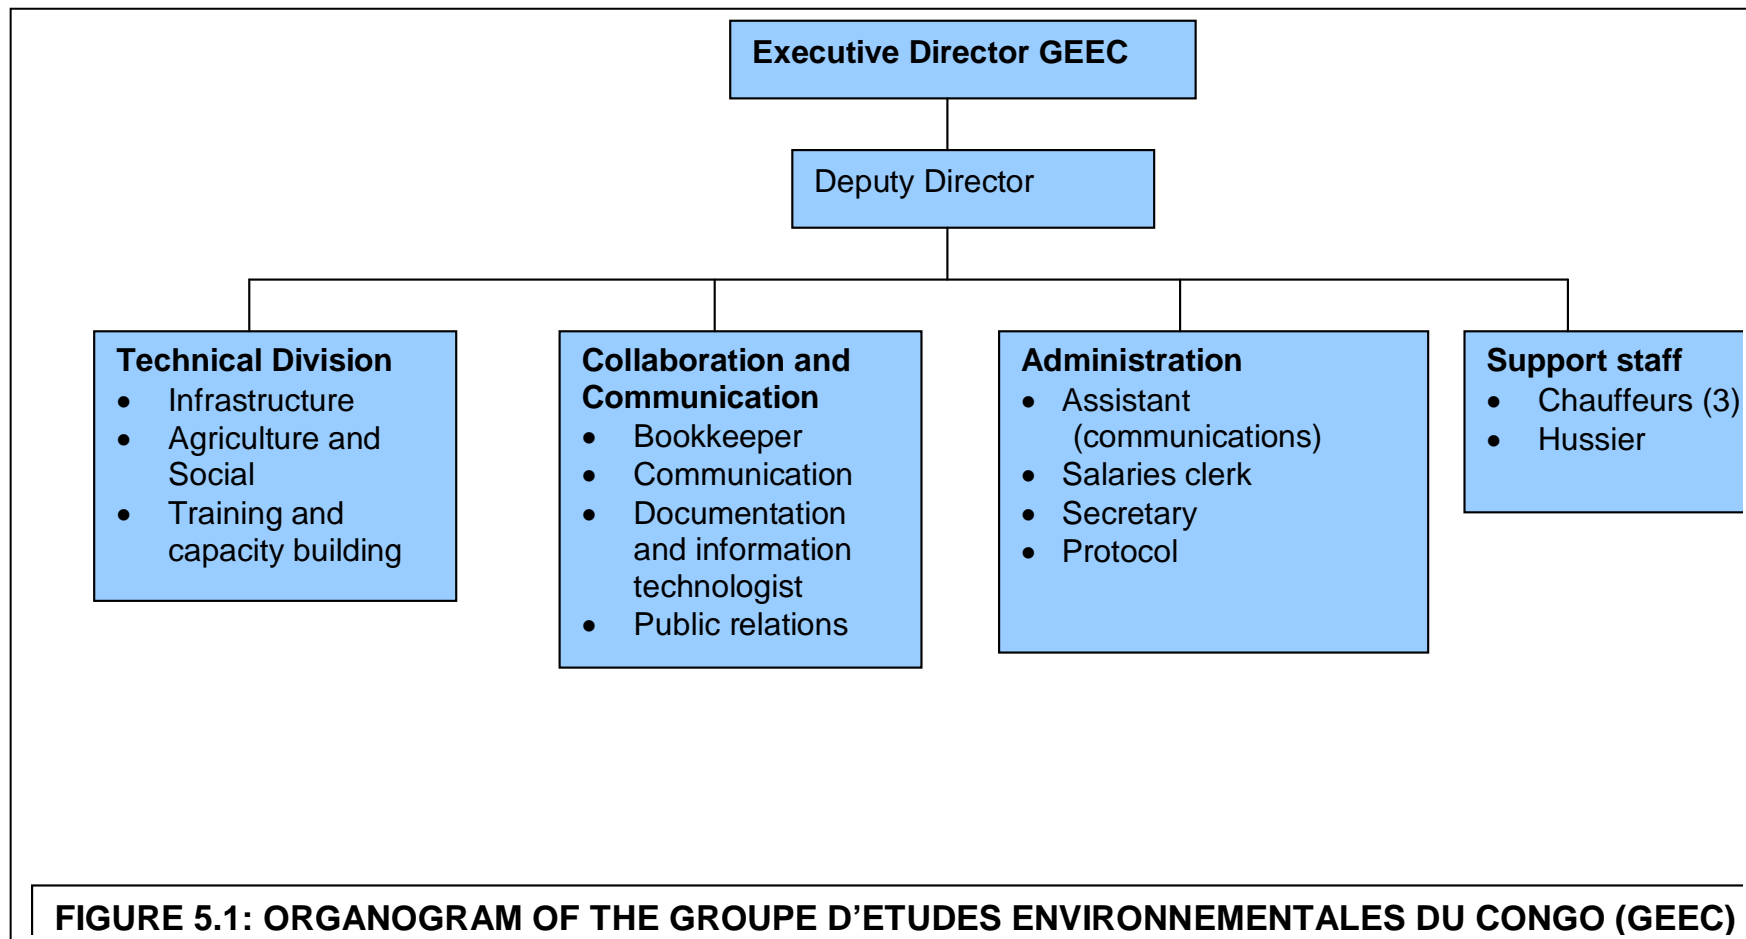 Executive Director GEEC
Deputy Director
Technical Division
• Infrastructure
• Agriculture and
Social
• Training and
capacity building
Collaboration and
Communication
• Bookkeeper
• Communication
• Documentation
and information
technologist
• Public relations
Administration
• Assistant
(communications)
• Salaries clerk
• Secretary
• Protocol
Support staff
• Chauffeurs (3)
• Hussier
FIGURE 5.1: ORGANOGRAM OF THE GROUPE D'ETUDES ENVIRONNEMENTALES DU CONGO (GEEC)